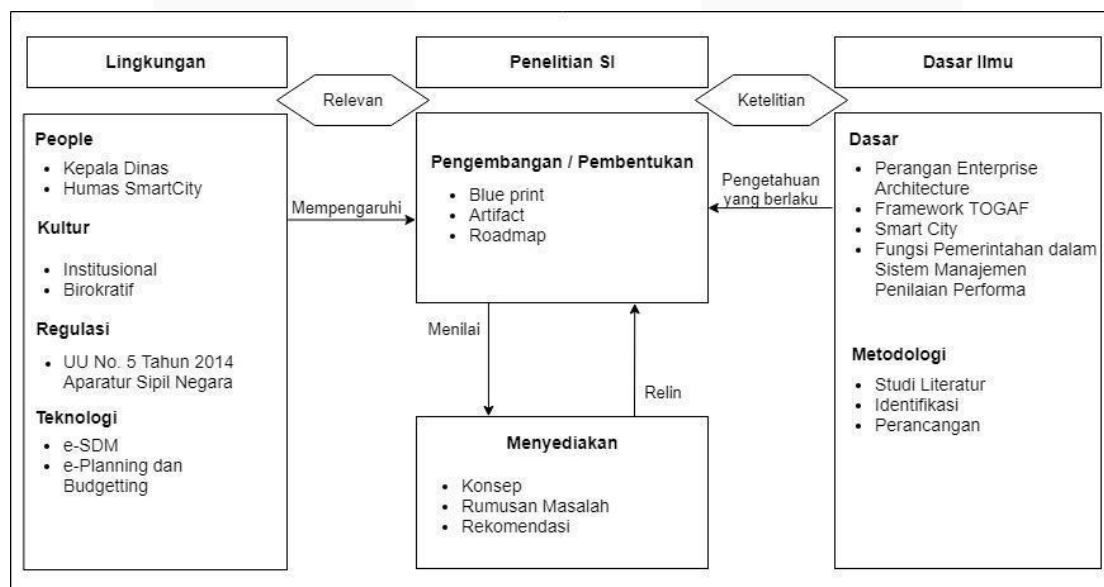 Lingkungan
Penelitian SI
Dasar Ilmu
Relevan
Ketelitian
People
Kepala Dinas
Humas SmartCity
Kultur
Institusional
Birokratif
Regulasi
UU No. 5 Tahun 2014
Aparatur Sipil Negara
Teknologi
e-SDM
e-Planning dan
Budgetting
Mempengaruhi
Pengembangan / Pembentukan
Blue print
Artifact
Roadmap
Menilai
Relin
Menyediakan
Konsep
Rumusan Masalah
Rekomendasi
Pengetahuan
yang berlaku
Dasar
Perangan Enterprise
Architecture
Framework TOGAF
Smart City
Fungsi Pemerintahan dalam
Sistem Manajemen
Penilaian Performa
Metodologi
Studi Literatur
Identifikasi
Perancangan